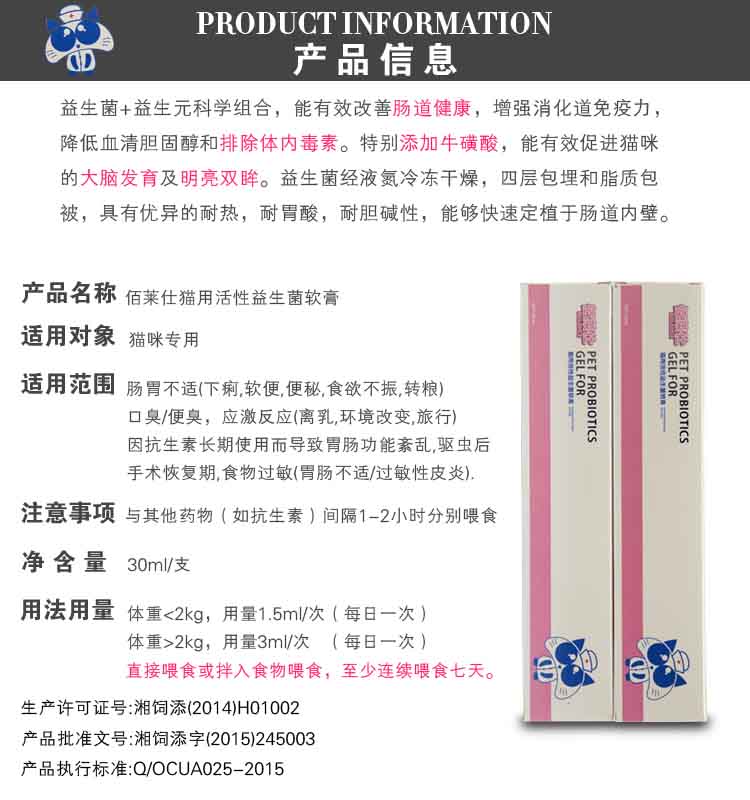 PRODUCT INFORMATION
产品信息
益生菌+益生元科学组合，能有效改善肠道健康，增强消化道免疫力，
降低血清胆固醇和排除体内毒素。特别添加牛磺酸，能有效促进猫咪
的大脑发育及明亮双眸。益生菌经液氮冷冻干燥，四层包埋和脂质包
被，具有优异的耐热，耐胃酸，耐胆碱性，能够快速定植于肠道内壁。
产品名称 佰莱仕猫用活性益生菌软膏
适用对象 猫咪专用
适用范围 肠胃不适(下痢,软便,便秘,食欲不振,转粮)
口臭/便臭，应激反应(离乳,环境改变,旅行)
因抗生素长期使用而导致胃肠功能紊乱,驱虫后
手术恢复期,食物过敏(胃肠不适/过敏性皮炎).
注意事项 与其他药物（如抗生素）间隔1-2小时分别喂食
净含量 30ml/支
用法用量 体重<2kg，用量1.5ml/次（每日一次）
体重>2kg，用量3ml/次 （每日一次）
直接喂食或拌入食物喂食，至少连续喂食七天。
生产许可证号:湘饲添(2014)H01002
产品批准文号:湘饲添字(2015)245003
产品执行标准:Q/OCUA025-2015
PET PROBIOTICS
GEL FOR
PET PROBIOTICS
GEL FOR